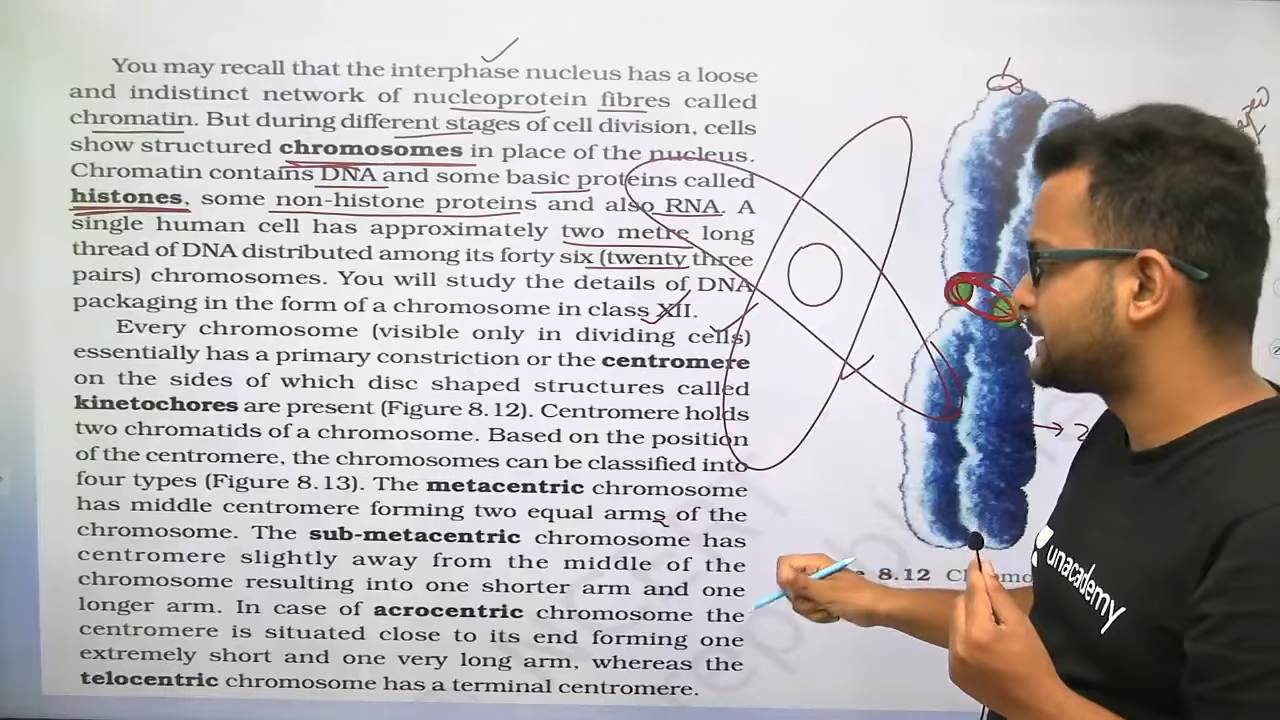 You may recall that the interphase nucleus has a loose
and indistinct network of nucleoprotein fibres called
chromatin. But during different stages of cell division, cells
show structured chromosomes in place of the nucleus.
Chromatin contains DNA and some basic proteins called
histones, some non-histone proteins and also RNA. A
single human cell has approximately two metre long
thread of DNA distributed among its forty six (twenty three
pairs) chromosomes. You will study the details of DNA
packaging in the form of a chromosome in class XII.
Every chromosome (visible only in dividing cells)
essentially has a primary constriction or the centromere
on the sides of which disc shaped structures called
kinetochores are present (Figure 8.12). Centromere holds
two chromatids of a chromosome. Based on the position
of the centromere, the chromosomes can be classified into
four types (Figure 8.13). The metacentric chromosome
has middle centromere forming two equal arms of the
chromosome. The sub-metacentric chromosome has
centromere slightly away from the middle of the
chromosome resulting into one shorter arm and one
longer arm. In case of acrocentric chromosome the
centromere is situated close to its end forming one
extremely short and one very long arm, whereas the
telocentric chromosome has a terminal centromere.
8.12
2
unacademy